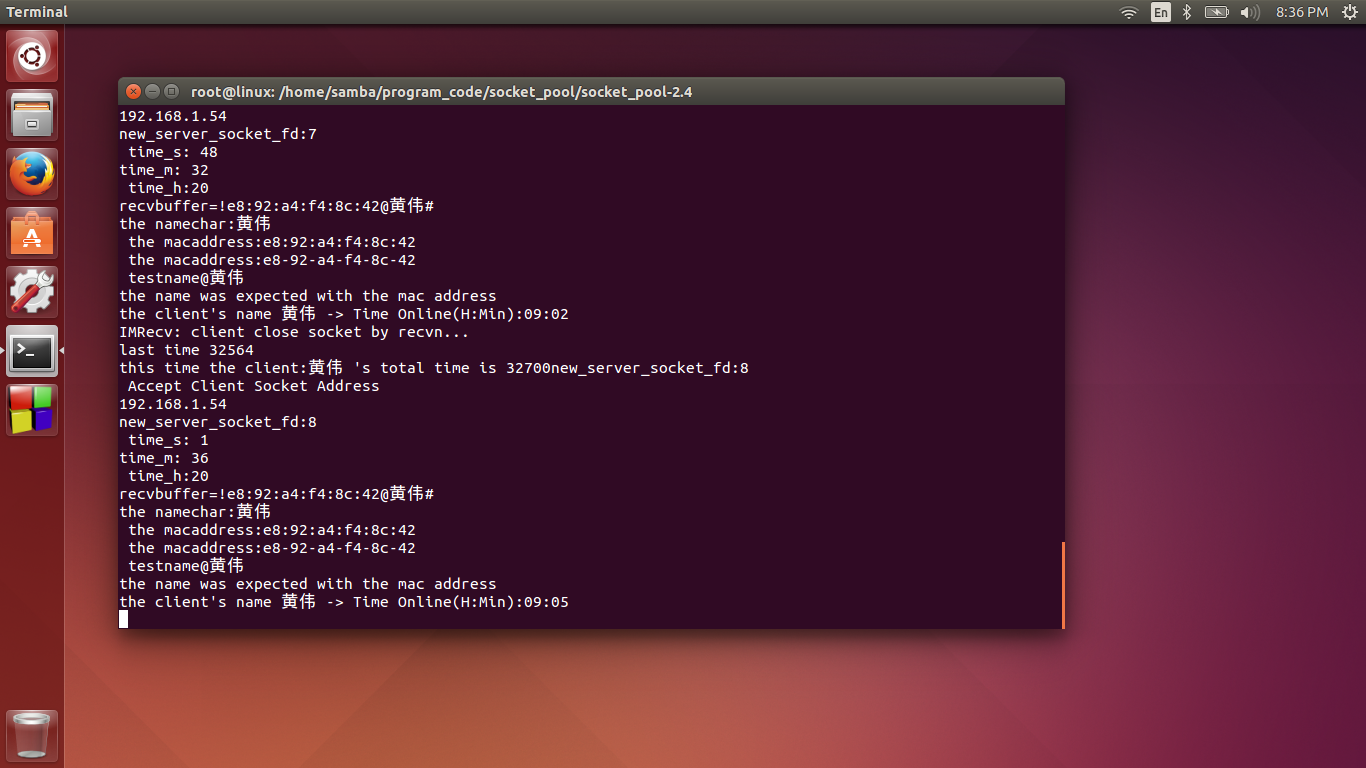 Terminal
En
8:36 PM
root@linux: /home/samba/program_code/socket_pool/socket_pool-2.4
192.168.1.54
new_server_socket_fd:7
 time_s: 48
time_m: 32
 time_h:20
recvbuffer=!e8:92:a4:f4:8c:42@黄伟#
the namechar:黄伟
 the macaddress:e8:92:a4:f4:8c:42
 the macaddress:e8-92-a4-f4-8c-42
 testname@黄伟
the name was expected with the mac address
the client's name 黄伟 -> Time Online(H:Min):09:02
IMRecv: client close socket by recvn...
last time 32564
this time the client:黄伟 's total time is 32700new_server_socket_fd:8
 Accept Client Socket Address
192.168.1.54
new_server_socket_fd:8
 time_s: 1
time_m: 36
 time_h:20
recvbuffer=!e8:92:a4:f4:8c:42@黄伟#
the namechar:黄伟
 the macaddress:e8:92:a4:f4:8c:42
 the macaddress:e8-92-a4-f4-8c-42
 testname@黄伟
the name was expected with the mac address
the client's name 黄伟 -> Time Online(H:Min):09:05